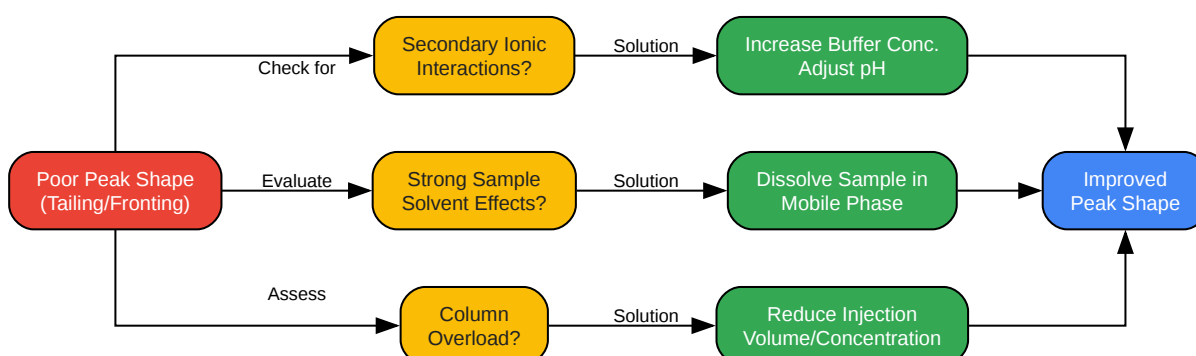 Secondary Ionic
Interactions?
Check for
Solution
Increase Buffer Conc.
Adjust pH
Poor Peak Shape
(Tailing/Fronting)
Evaluate
Strong Sample
Solvent Effects?
Solution
Dissolve Sample in
Mobile Phase
Improved
Peak Shape
Assess
Column
Overload?
Solution
Reduce Injection
Volume/Concentration